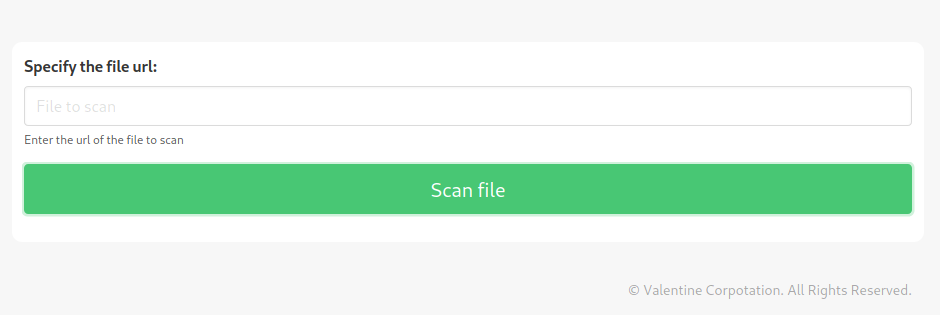 Specify the file url:
File to scan
Enter the url of the file to scan
Scan file
© Valentine Corpotation. All Rights Reserved.